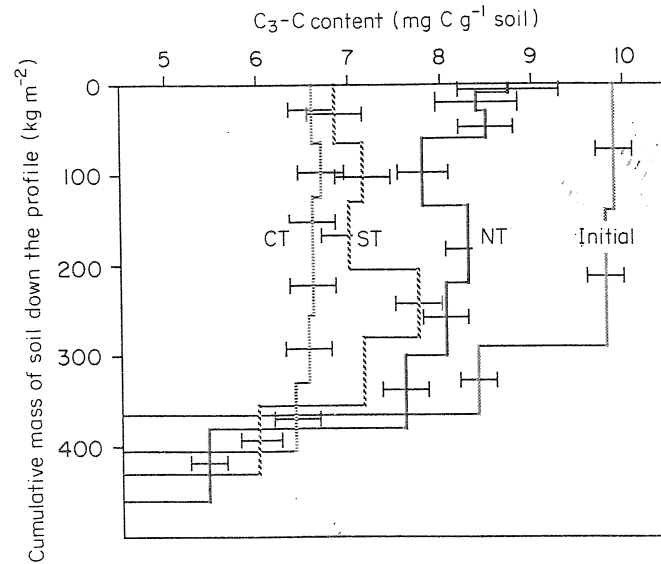 C₃-C content (mg C g⁻¹ soil)
5 6 7 8 9 10
Cumulative mass of soil down the profile (kg m⁻²)
0
100
200
300
400
CT ST NT Initial